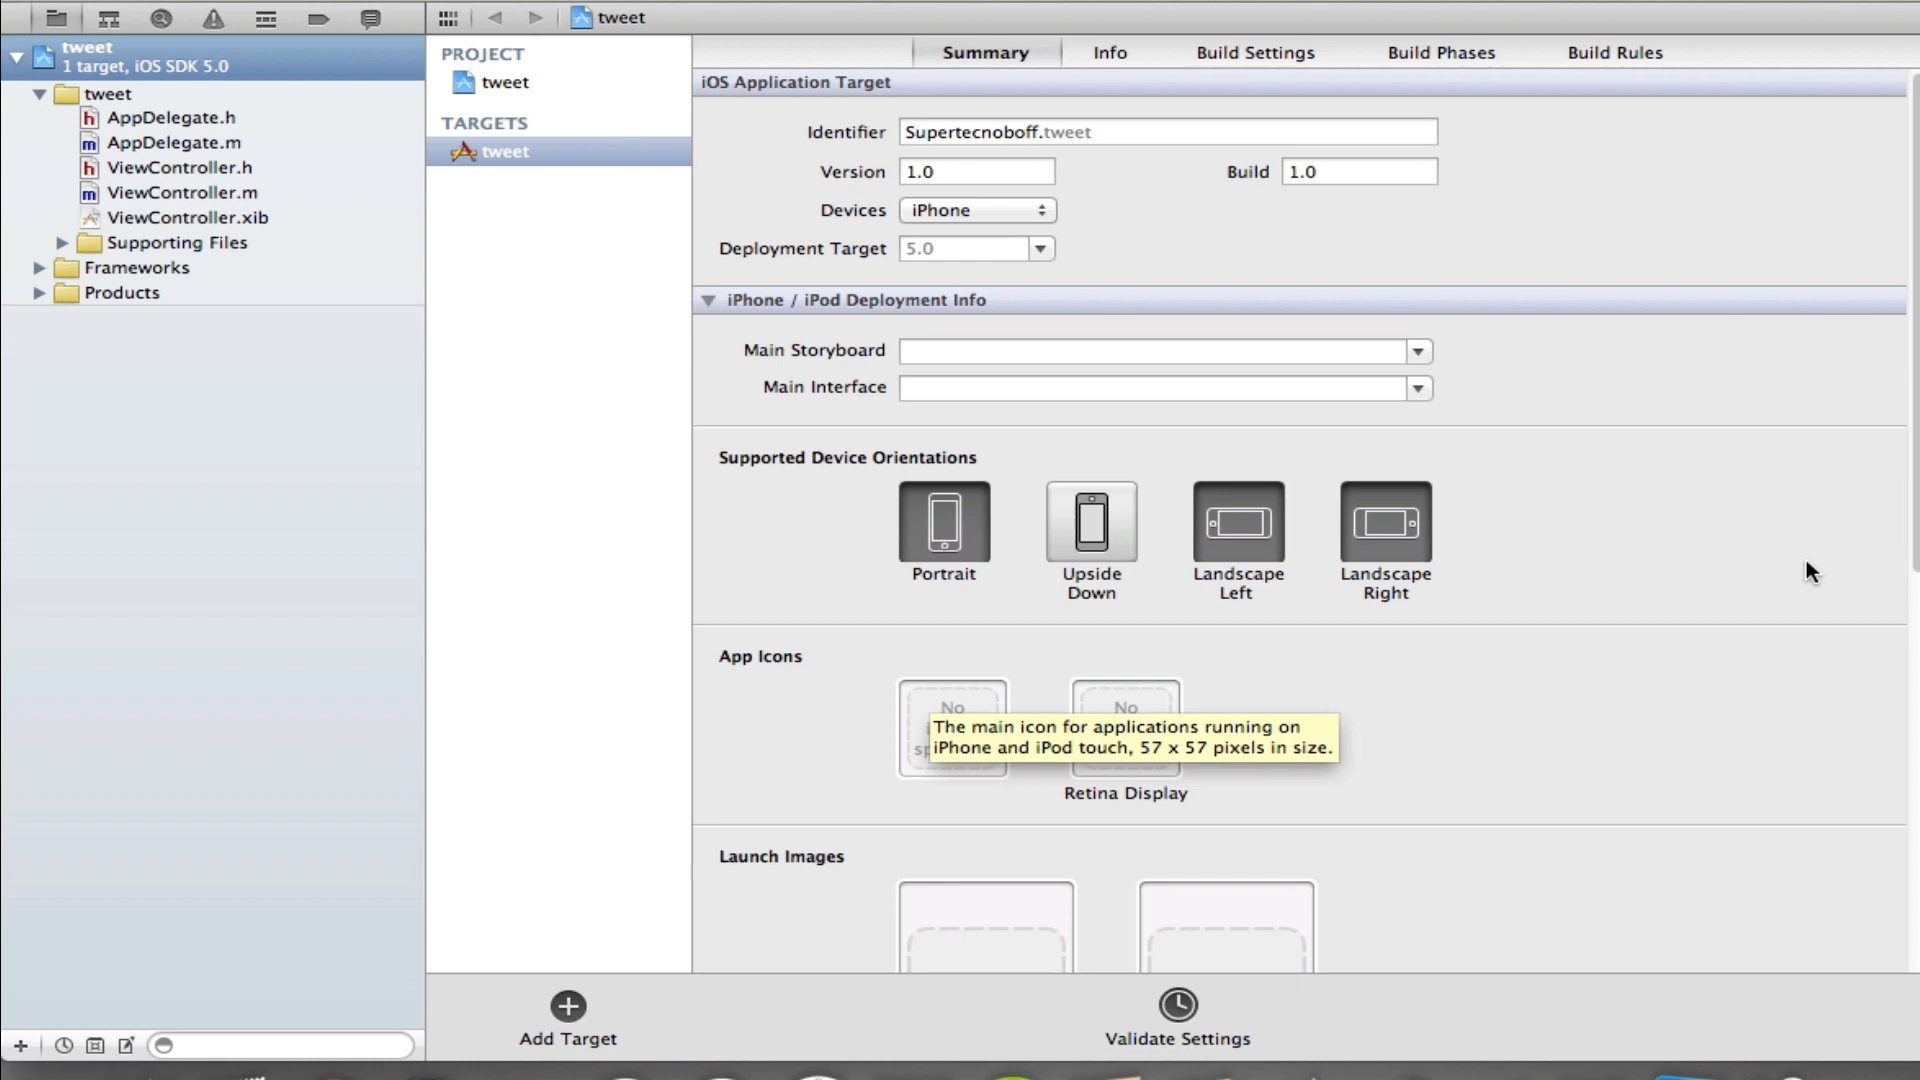 tweet
tweet
1 target, iOS SDK 5.0
tweet
AppDelegate.h
AppDelegate.m
ViewController.h
ViewController.m
ViewController.xib
Supporting Files
Frameworks
Products
PROJECT
tweet
TARGETS
tweet
Summary
Info
Build Settings
Build Phases
Build Rules
iOS Application Target
Identifier
Supertecnoboff.tweet
Version
1.0
Build
1.0
Devices
iPhone
Deployment Target
5.0
iPhone / iPod Deployment Info
Main Storyboard
Main Interface
Supported Device Orientations
Portrait
Upside
Down
Landscape
Left
Landscape
Right
App Icons
No
No
The main icon for applications running on
iPhone and iPod touch, 57 x 57 pixels in size.
Retina Display
Launch Images
Add Target
Validate Settings